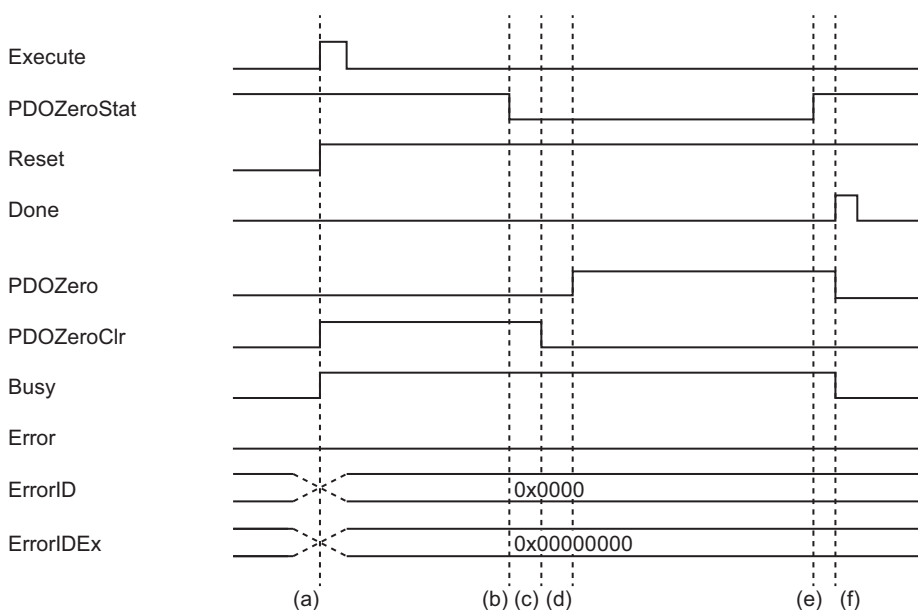 Execute
PDOZeroStat
Reset
Done
PDOZero
PDOZeroClr
Busy
Error
ErrorID 0x0000
ErrorIDEx 0x00000000
(a) (b) (c) (d) (e) (f)